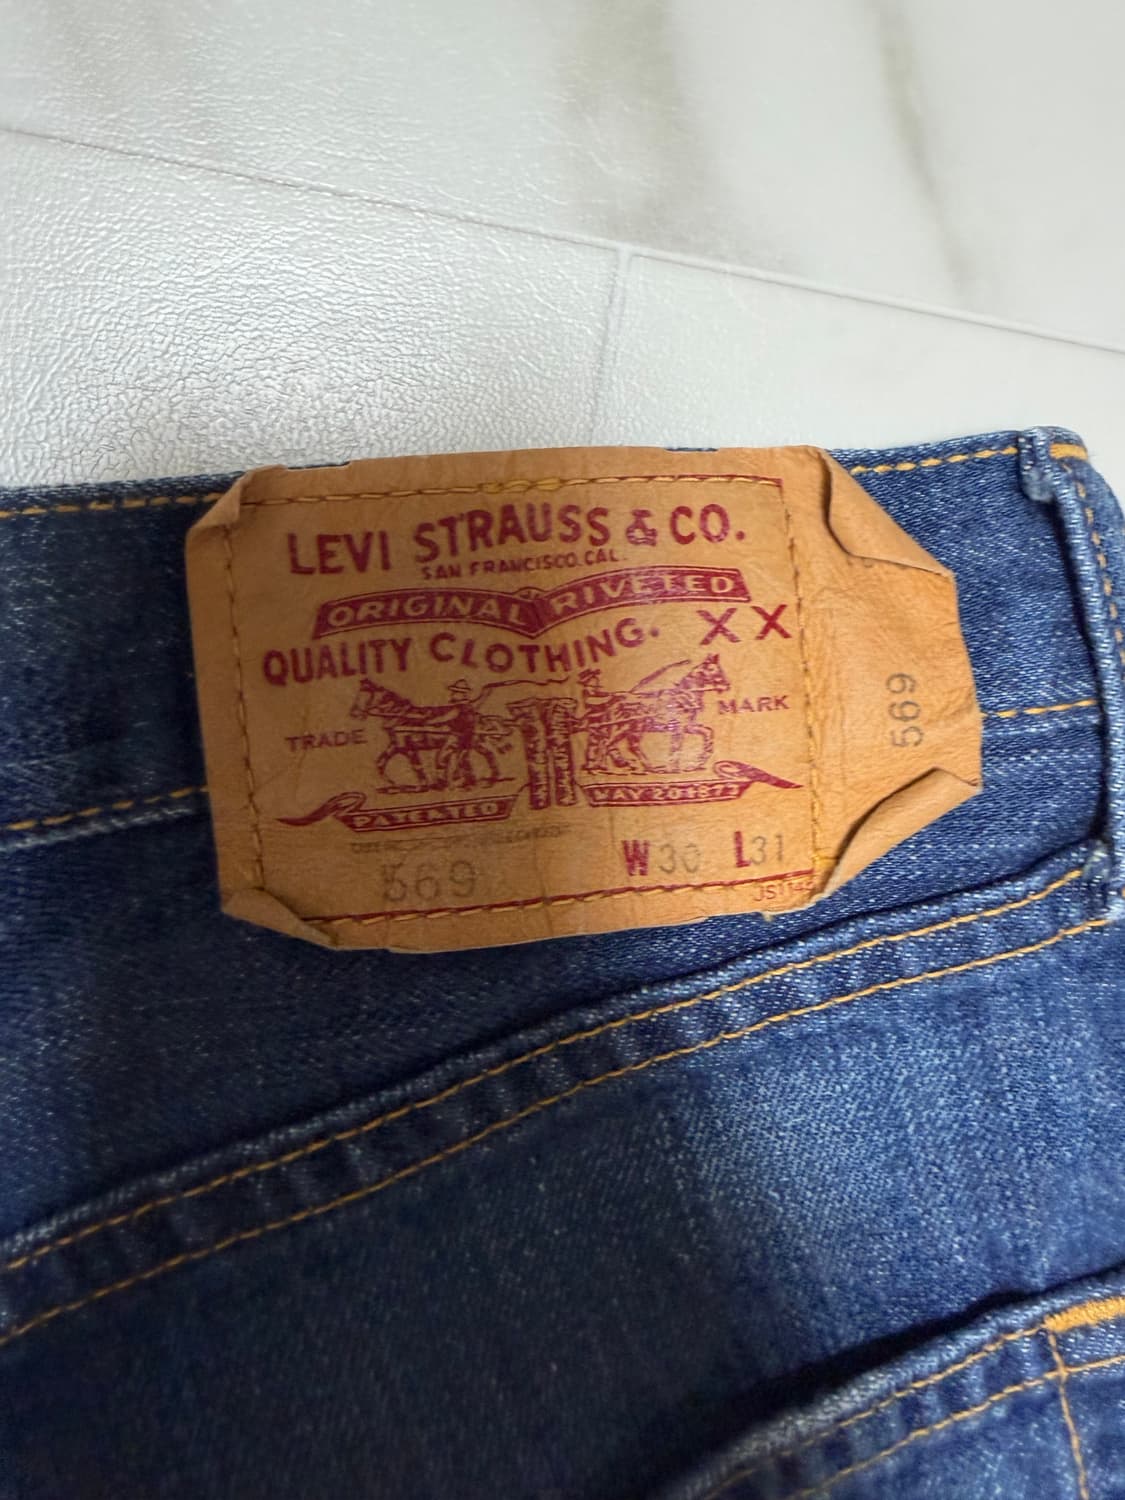 LEVI STRAUSS & CO.
SAN FRANCISCO, CAL.
ORIGINAL RIVETED
QUALITY CLOTHING. XX
TRADE MARK
PATENTED MAY 20 1873
569 W L31
569